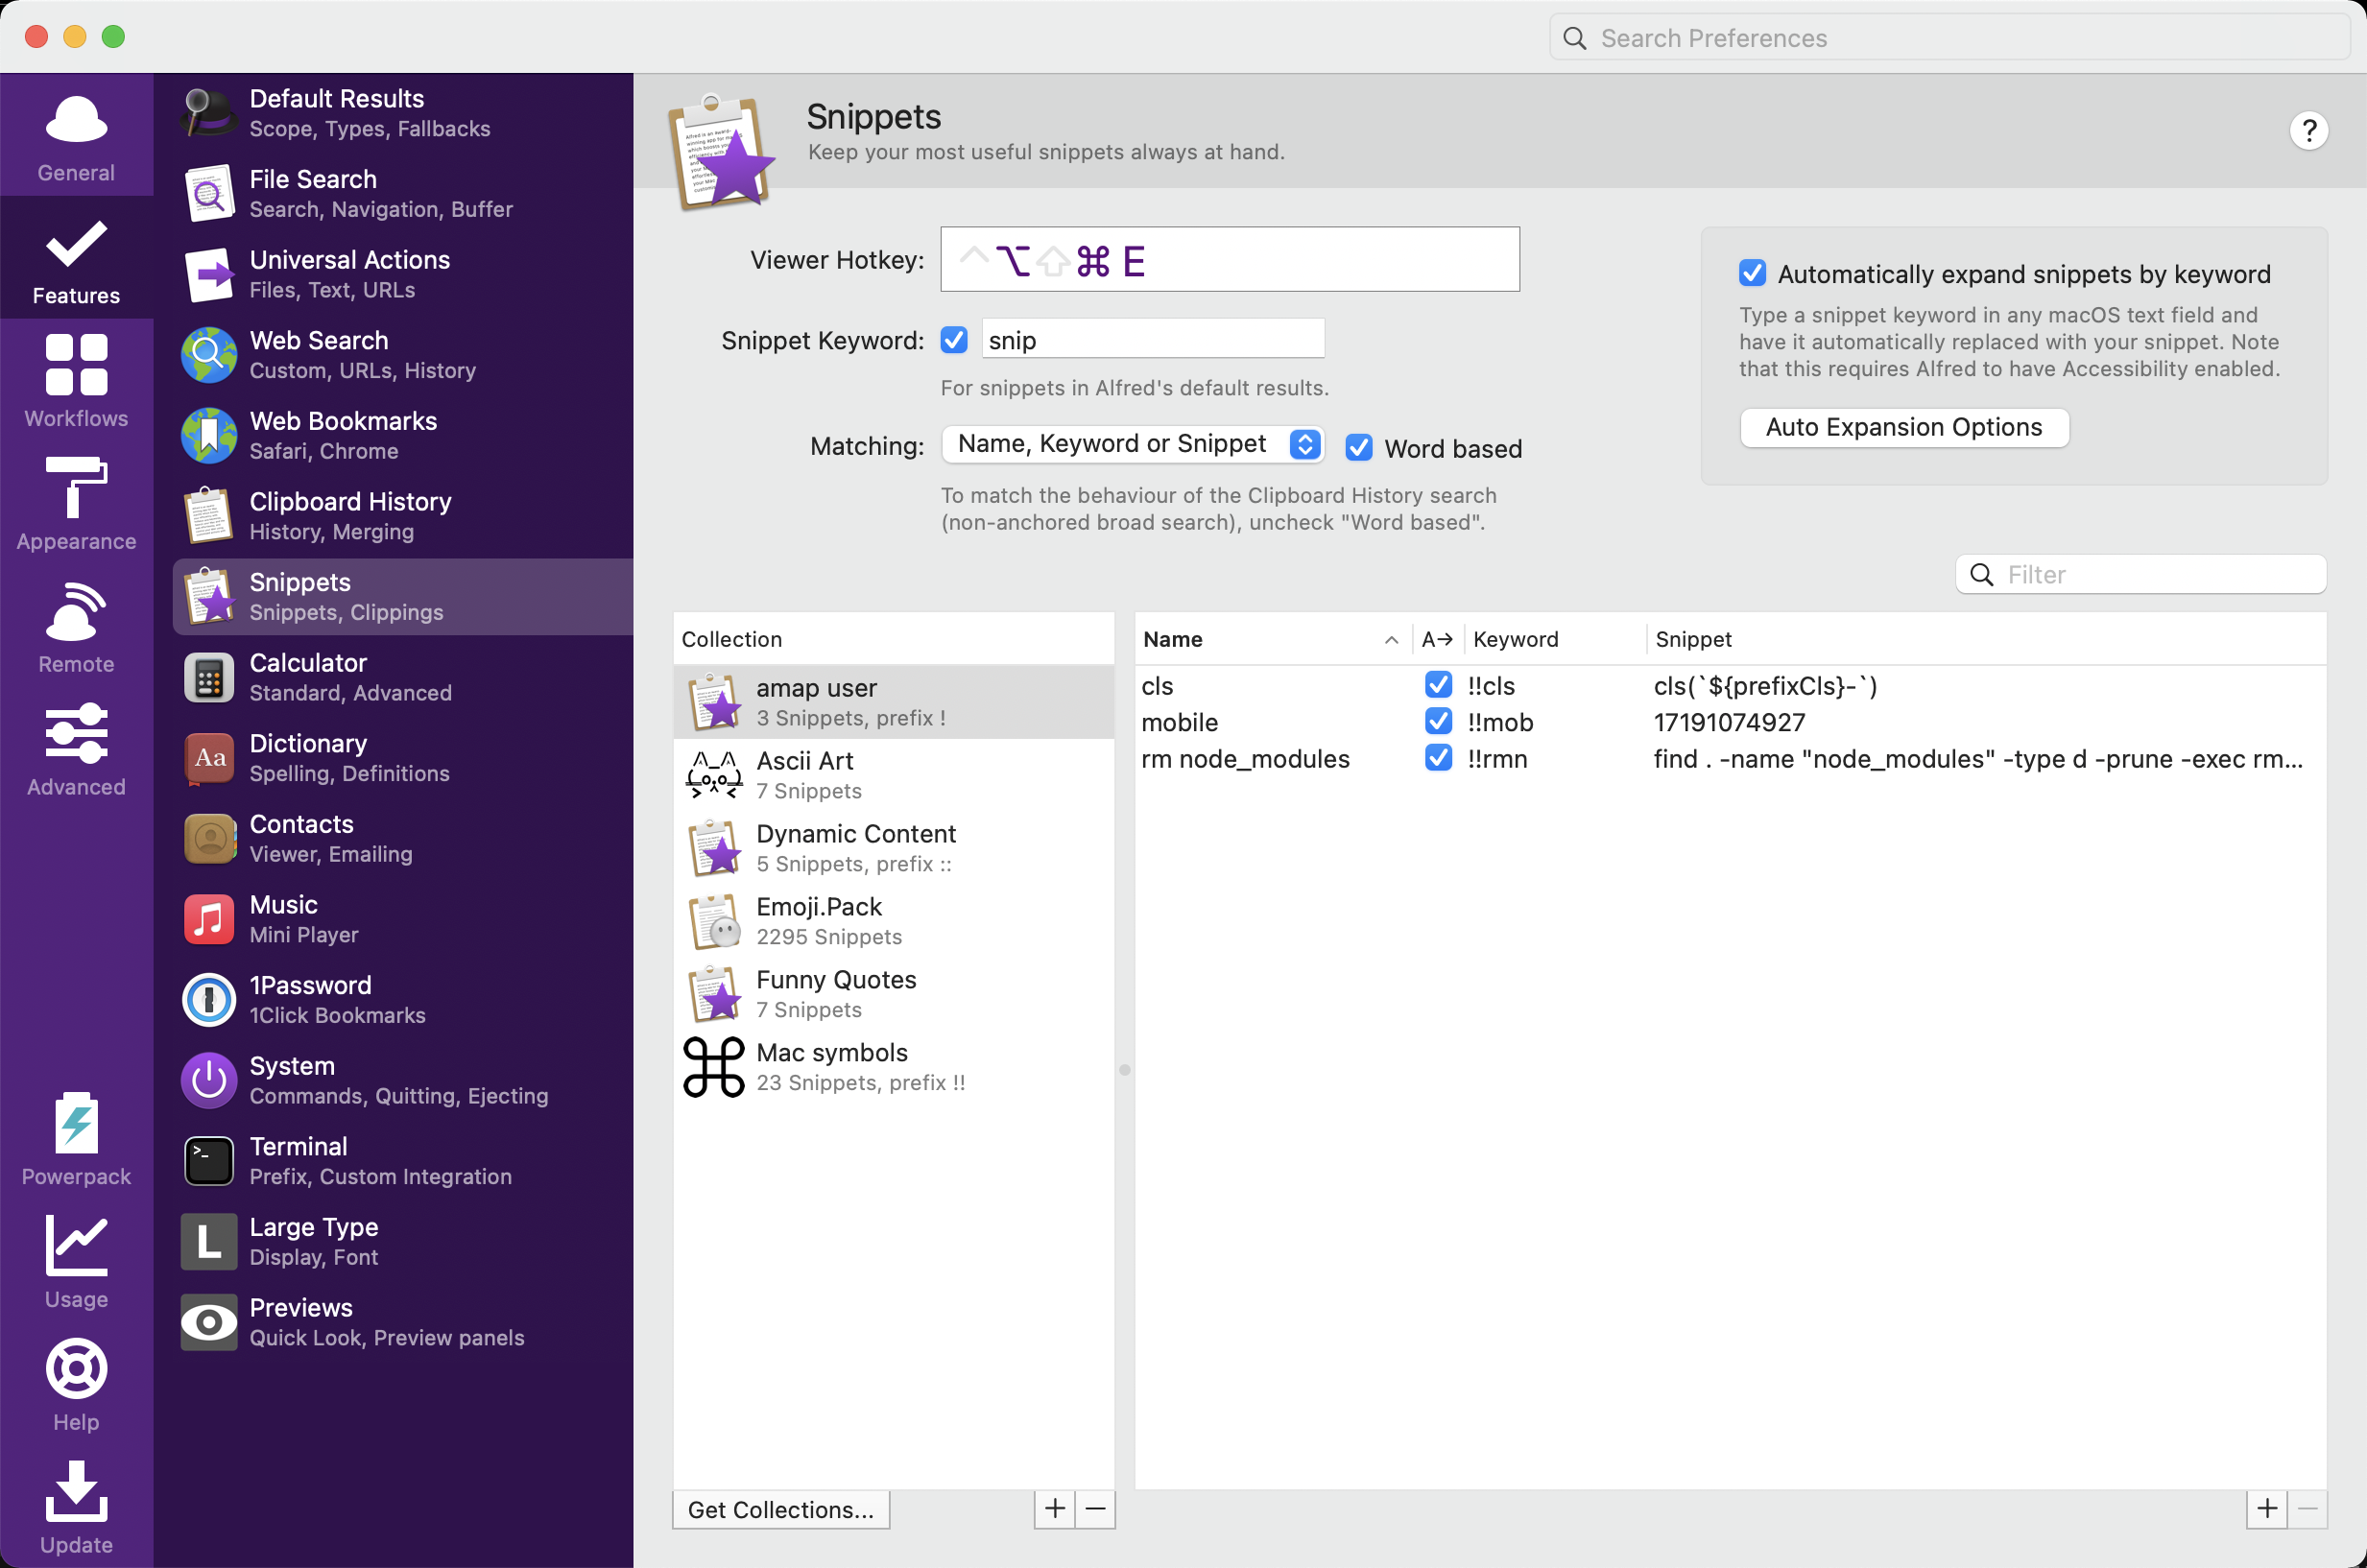 Search Preferences
General
Features
Workflows
Appearance
Remote
Advanced
Powerpack
Usage
Help
Update
Default Results
Scope, Types, Fallbacks
File Search
Search, Navigation, Buffer
Universal Actions
Files, Text, URLs
Web Search
Custom, URLs, History
Web Bookmarks
Safari, Chrome
Clipboard History
History, Merging
Snippets
Snippets, Clippings
Calculator
Standard, Advanced
Aa
Dictionary
Spelling, Definitions
Contacts
Viewer, Emailing
Music
Mini Player
1Password
1Click Bookmarks
System
Commands, Quitting, Ejecting
>_
Terminal
Prefix, Custom Integration
L
Large Type
Display, Font
Previews
Quick Look, Preview panels
Snippets
Keep your most useful snippets always at hand.
?
Viewer Hotkey: ^⌥⇧⌘ E
Snippet Keyword: snip
For snippets in Alfred's default results.
Matching: Name, Keyword or Snippet Word based
To match the behaviour of the Clipboard History search
(non-anchored broad search), uncheck "Word based".
Automatically expand snippets by keyword
Type a snippet keyword in any macOS text field and
have it automatically replaced with your snippet. Note
that this requires Alfred to have Accessibility enabled.
Auto Expansion Options
Filter
Collection
amap user
3 Snippets, prefix !
Ascii Art
7 Snippets
Dynamic Content
5 Snippets, prefix ::
Emoji.Pack
2295 Snippets
Funny Quotes
7 Snippets
⌘
Mac symbols
23 Snippets, prefix !!
Get Collections...
+ −
Name A→ Keyword Snippet
cls !!cls cls(`${prefixCls}-`)
mobile !!mob 17191074927
rm node_modules !!rmn find . -name "node_modules" -type d -prune -exec rm...
+ −